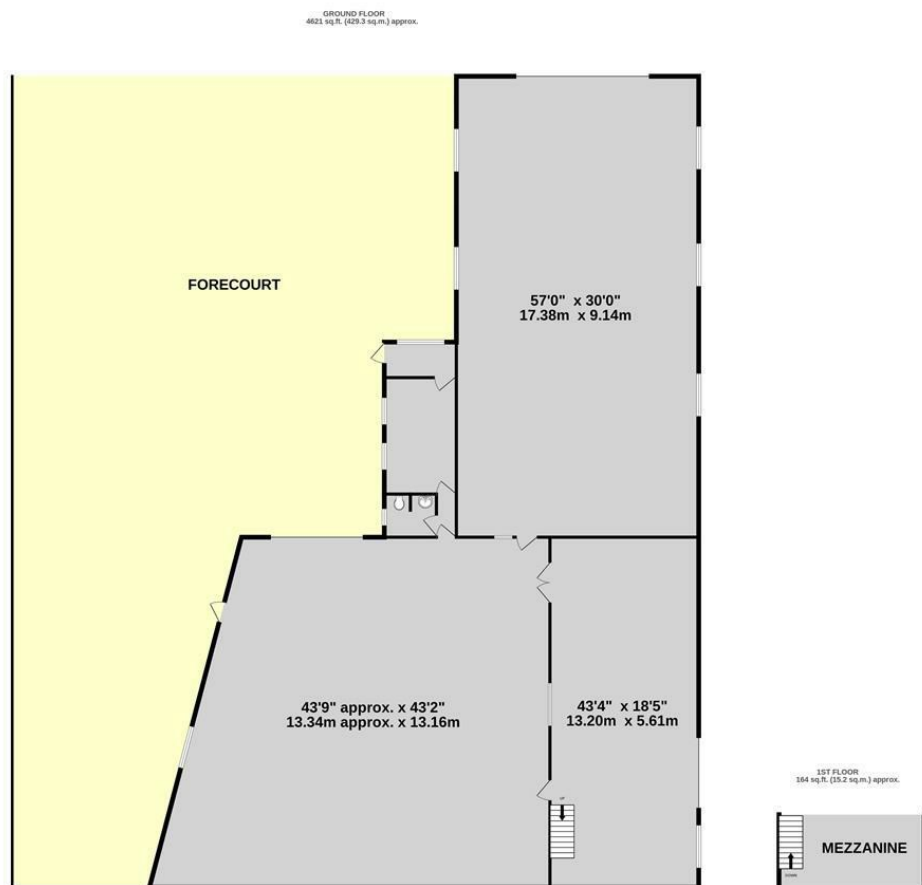 GROUND FLOOR
4621 sq.ft. (429.3 sq.m.) approx.
FORECOURT
57'0" x 30'0"
17.38m x 9.14m
43'9" approx. x 43'2"
13.34m approx. x 13.16m
43'4" x 18'5"
13.20m x 5.61m
UP
1ST FLOOR
164 sq.ft. (15.2 sq.m.) approx.
MEZZANINE
DOWN